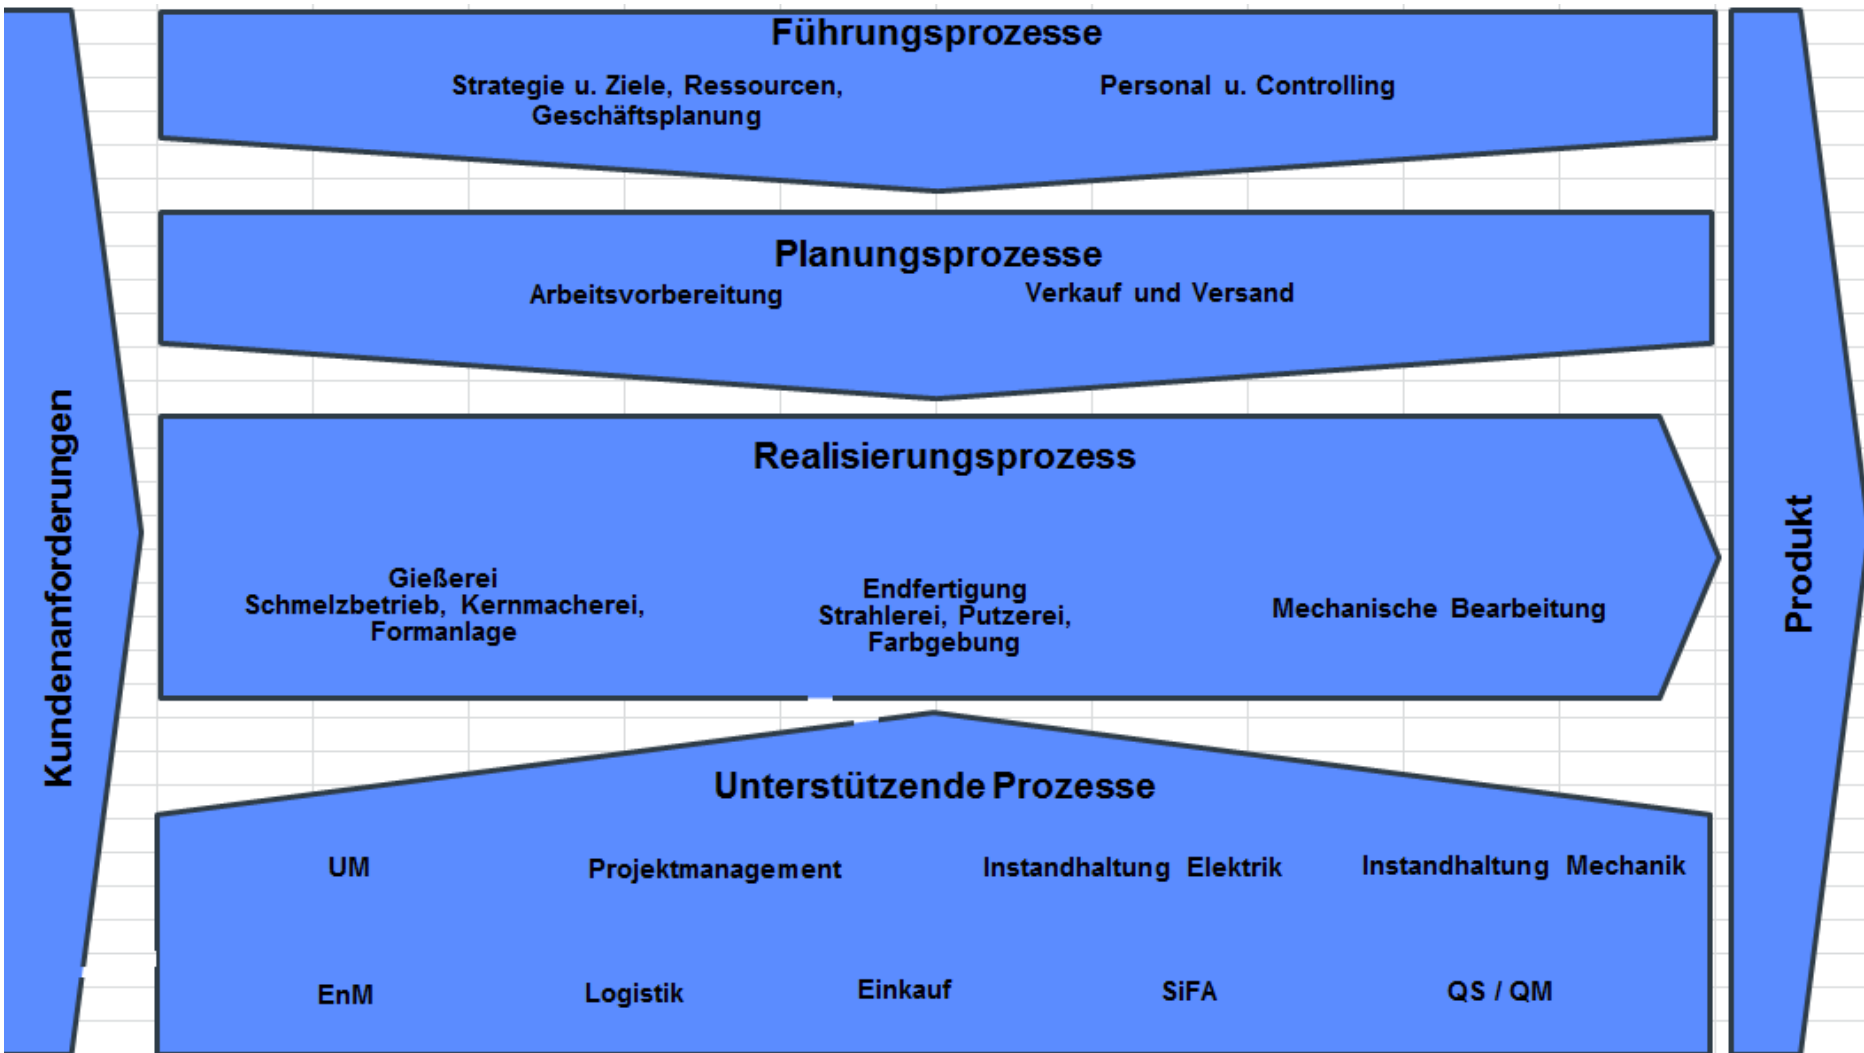 Kundenanforderungen
Führungsprozesse
Strategie u. Ziele, Ressourcen,
Geschäftsplanung
Personal u. Controlling
Planungsprozesse
Arbeitsvorbereitung
Verkauf und Versand
Realisierungsprozess
Gießerei
Schmelzbetrieb, Kernmacherei,
Formanlage
Endfertigung
Strahlerei, Putzerei,
Farbgebung
Mechanische Bearbeitung
Unterstützende Prozesse
UM
Projektmanagement
Instandhaltung Elektrik
Instandhaltung Mechanik
EnM
Logistik
Einkauf
SiFA
QS / QM
Produkt